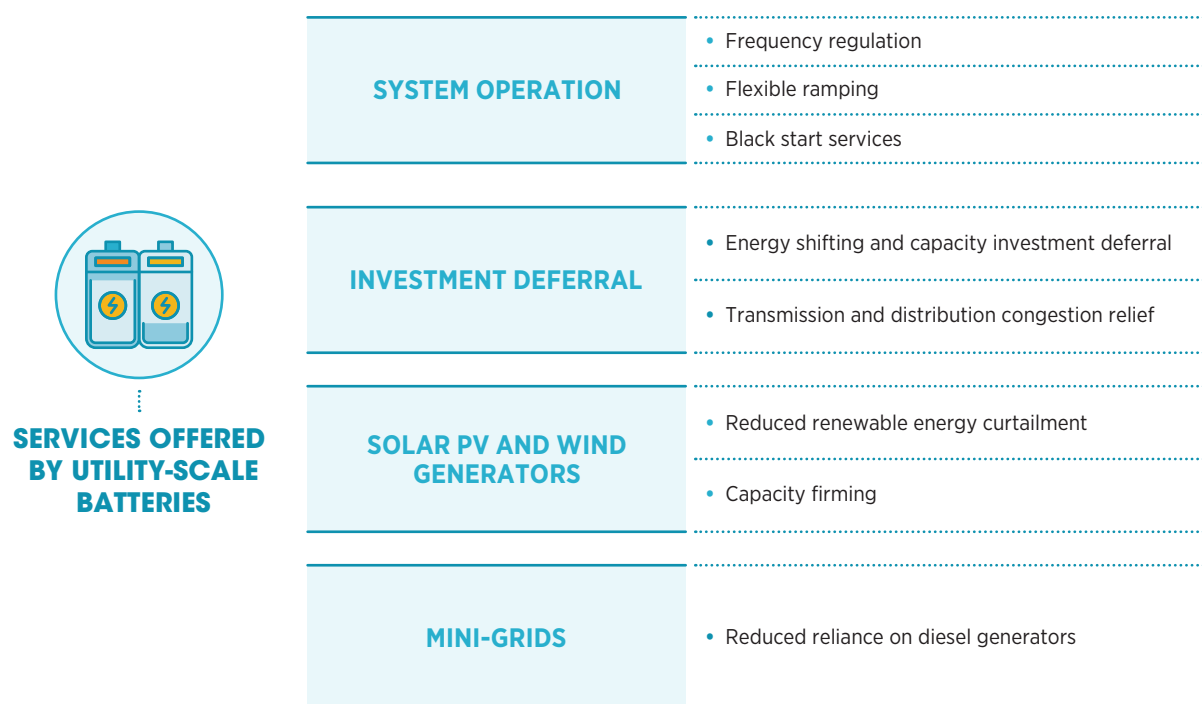 SERVICES OFFERED
BY UTILITY-SCALE
BATTERIES
SYSTEM OPERATION
• Frequency regulation
• Flexible ramping
• Black start services
INVESTMENT DEFERRAL
• Energy shifting and capacity investment deferral
• Transmission and distribution congestion relief
SOLAR PV AND WIND
GENERATORS
• Reduced renewable energy curtailment
• Capacity firming
MINI-GRIDS
• Reduced reliance on diesel generators